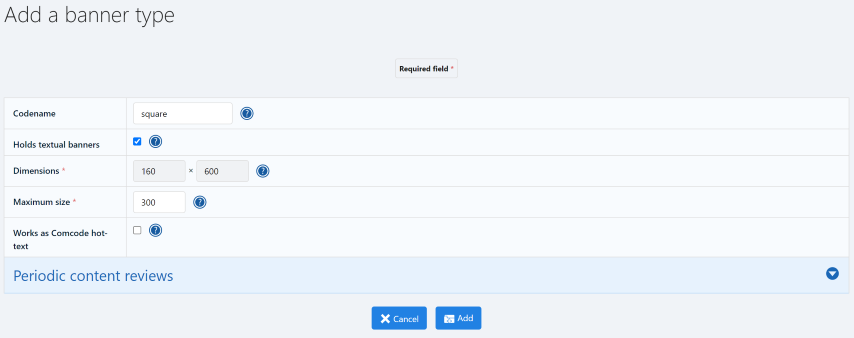 Add a banner type
Required field *
Codename
square
?
Holds textual banners
?
Dimensions *
160 × 600
?
Maximum size *
300
?
Works as Comcode hot-
text
?
Periodic content reviews
Cancel
Add